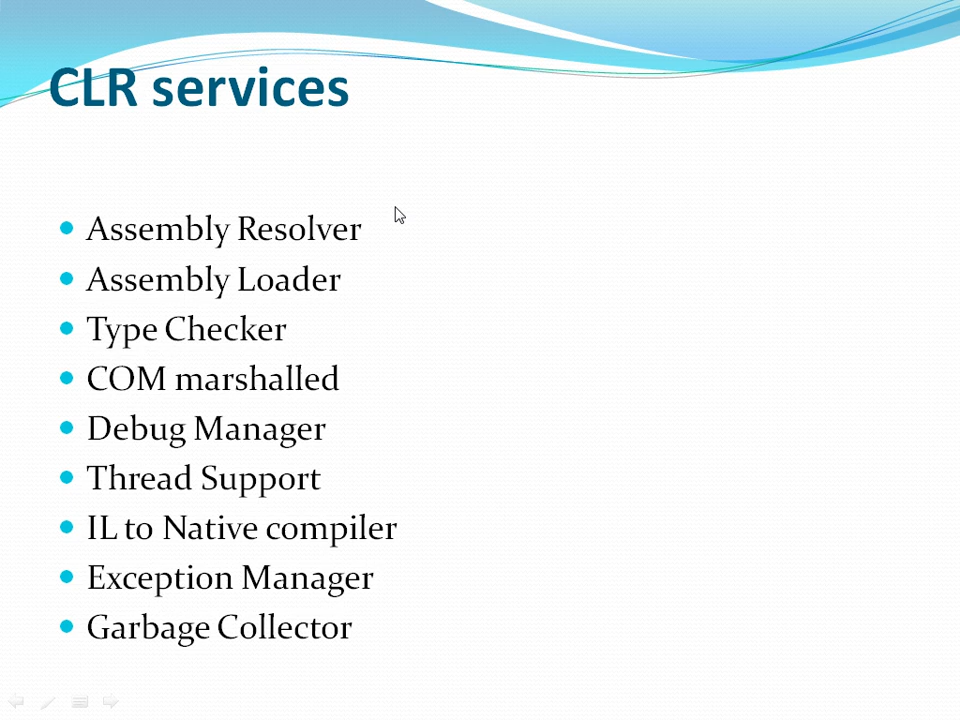 CLR services
Assembly Resolver
Assembly Loader
Type Checker
COM marshalled
Debug Manager
Thread Support
IL to Native compiler
Exception Manager
Garbage Collector